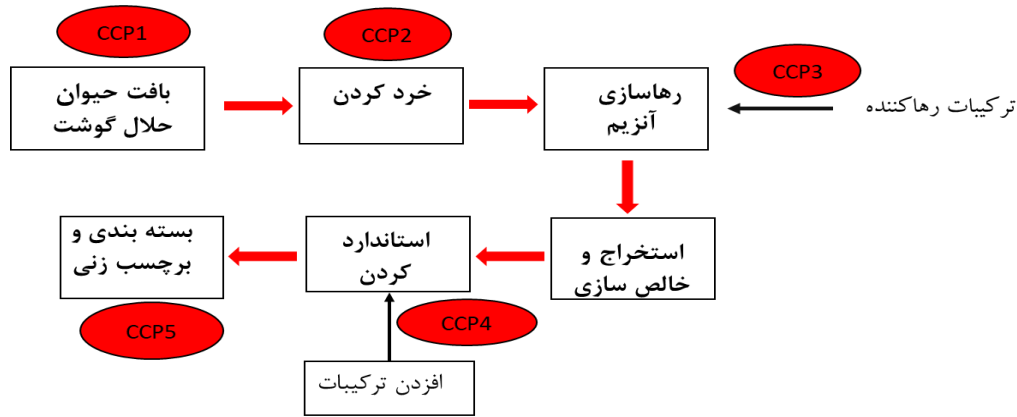 CCP1
بافت حیوان
حلال گوشت
CCP2
خرد کردن
رهاسازی
آنزیم
CCP3
ترکیبات رهاکننده
استخراج و
خالص سازی
استاندارد
کردن
CCP4
افزدن ترکیبات
بسته بندی و
برچسب زنی
CCP5